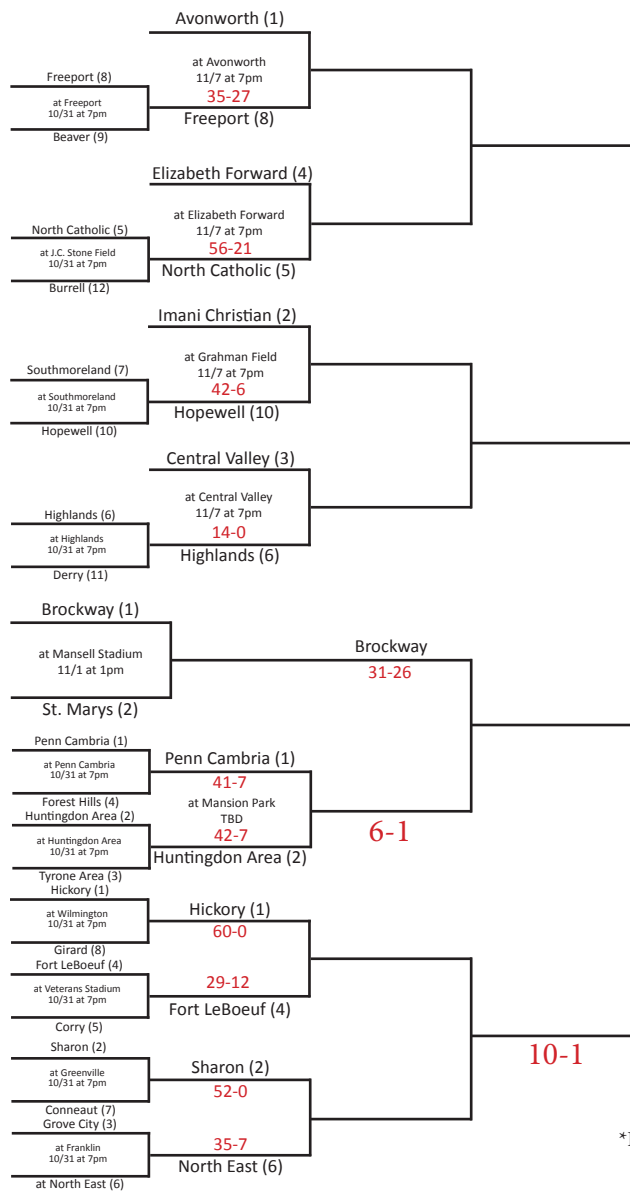 Avonworth (1)
at Avonworth
11/7 at 7pm
35-27
Freeport (8)
Freeport (8)
at Freeport
10/31 at 7pm
Beaver (9)
Elizabeth Forward (4)
at Elizabeth Forward
11/7 at 7pm
56-21
North Catholic (5)
North Catholic (5)
at J.C. Stone Field
10/31 at 7pm
Burrell (12)
Imani Christian (2)
at Grahman Field
11/7 at 7pm
42-6
Hopewell (10)
Southmoreland (7)
at Southmoreland
10/31 at 7pm
Hopewell (10)
Central Valley (3)
at Central Valley
11/7 at 7pm
14-0
Highlands (6)
Highlands (6)
at Highlands
10/31 at 7pm
Derry (11)
Brockway (1)
at Mansell Stadium
11/1 at 1pm
St. Marys (2)
Brockway
31-26
Penn Cambria (1)
at Penn Cambria
10/31 at 7pm
Forest Hills (4)
Huntingdon Area (2)
at Huntingdon Area
10/31 at 7pm
Tyrone Area (3)
Penn Cambria (1)
41-7
at Mansion Park
TBD
42-7
Huntingdon Area (2)
6-1
Hickory (1)
at Wilmington
10/31 at 7pm
Girard (8)
Fort LeBoeuf (4)
at Veterans Stadium
10/31 at 7pm
Corry (5)
Hickory (1)
60-0
29-12
Fort LeBoeuf (4)
Sharon (2)
at Greenville
10/31 at 7pm
Conneaut (7)
Grove City (3)
at Franklin
10/31 at 7pm
at North East (6)
Sharon (2)
52-0
35-7
North East (6)
10-1